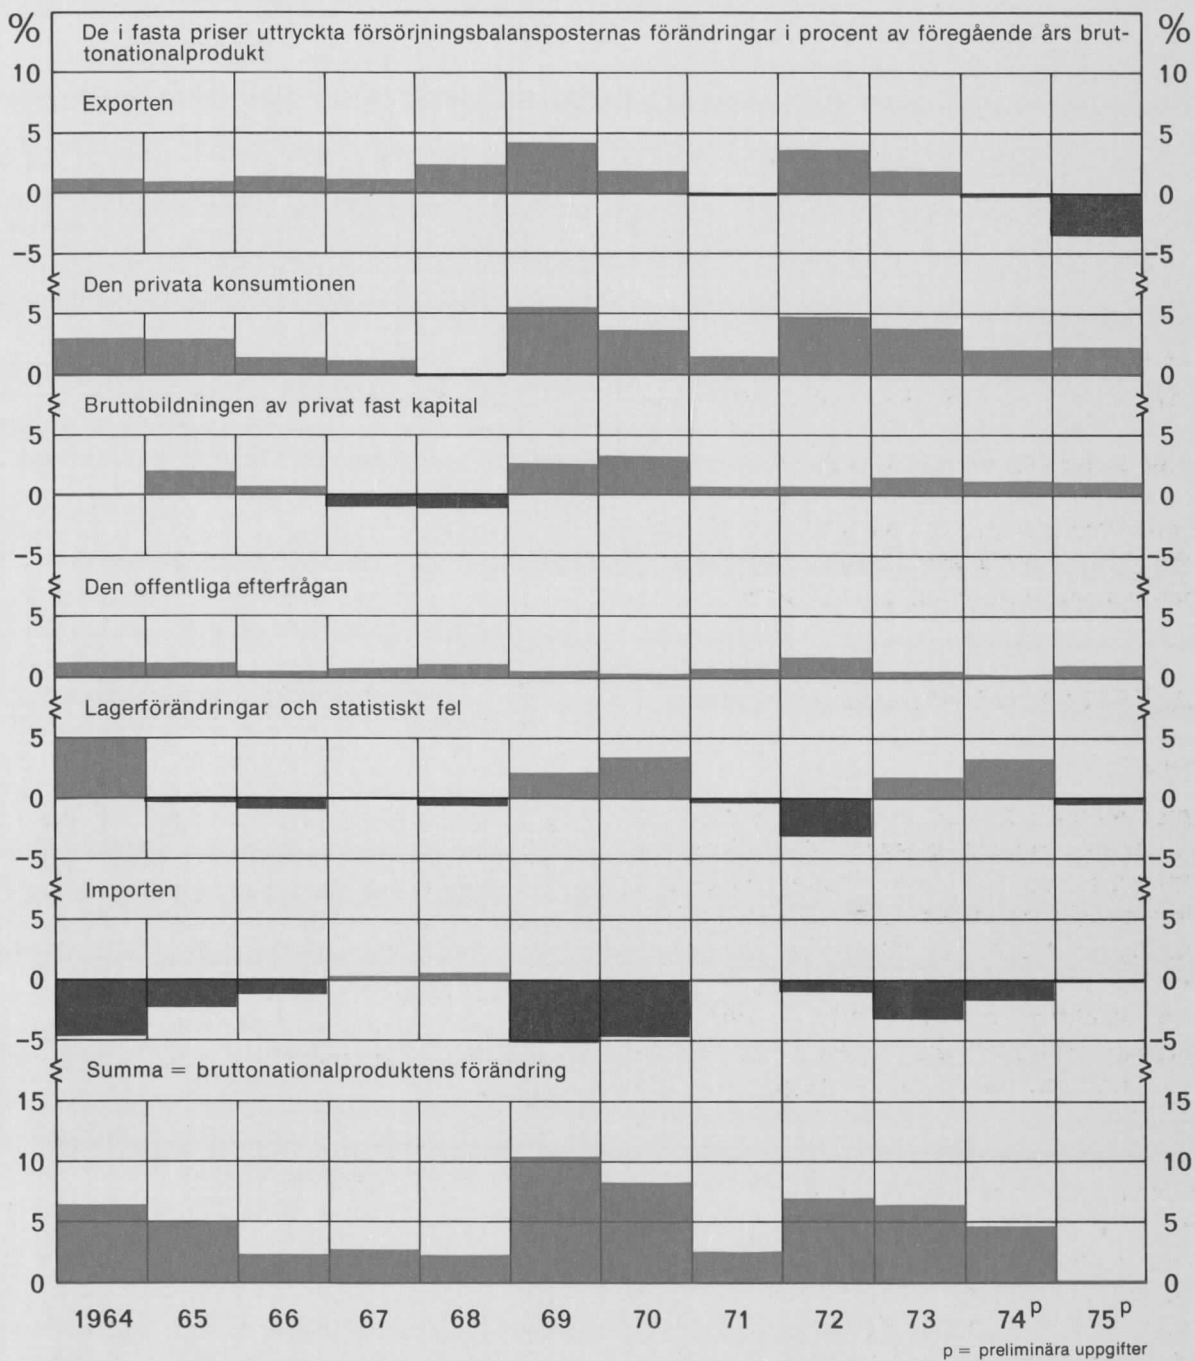 % %
De i fasta priser uttryckta försörjningsbalansposternas förändringar i procent av föregående års brut-
tonationalprodukt
10 10
Exporten
5 5
0 0
−5 −5
Den privata konsumtionen
5 5
0 0
Bruttobildningen av privat fast kapital
5 5
0 0
−5 −5
Den offentliga efterfrågan
5 5
0 0
Lagerförändringar och statistiskt fel
5 5
0 0
−5 −5
Importen
5 5
0 0
−5 −5
Summa = bruttonationalproduktens förändring
15 15
10 10
5 5
0 0
1964 65 66 67 68 69 70 71 72 73 74p 75p
p = preliminära uppgifter